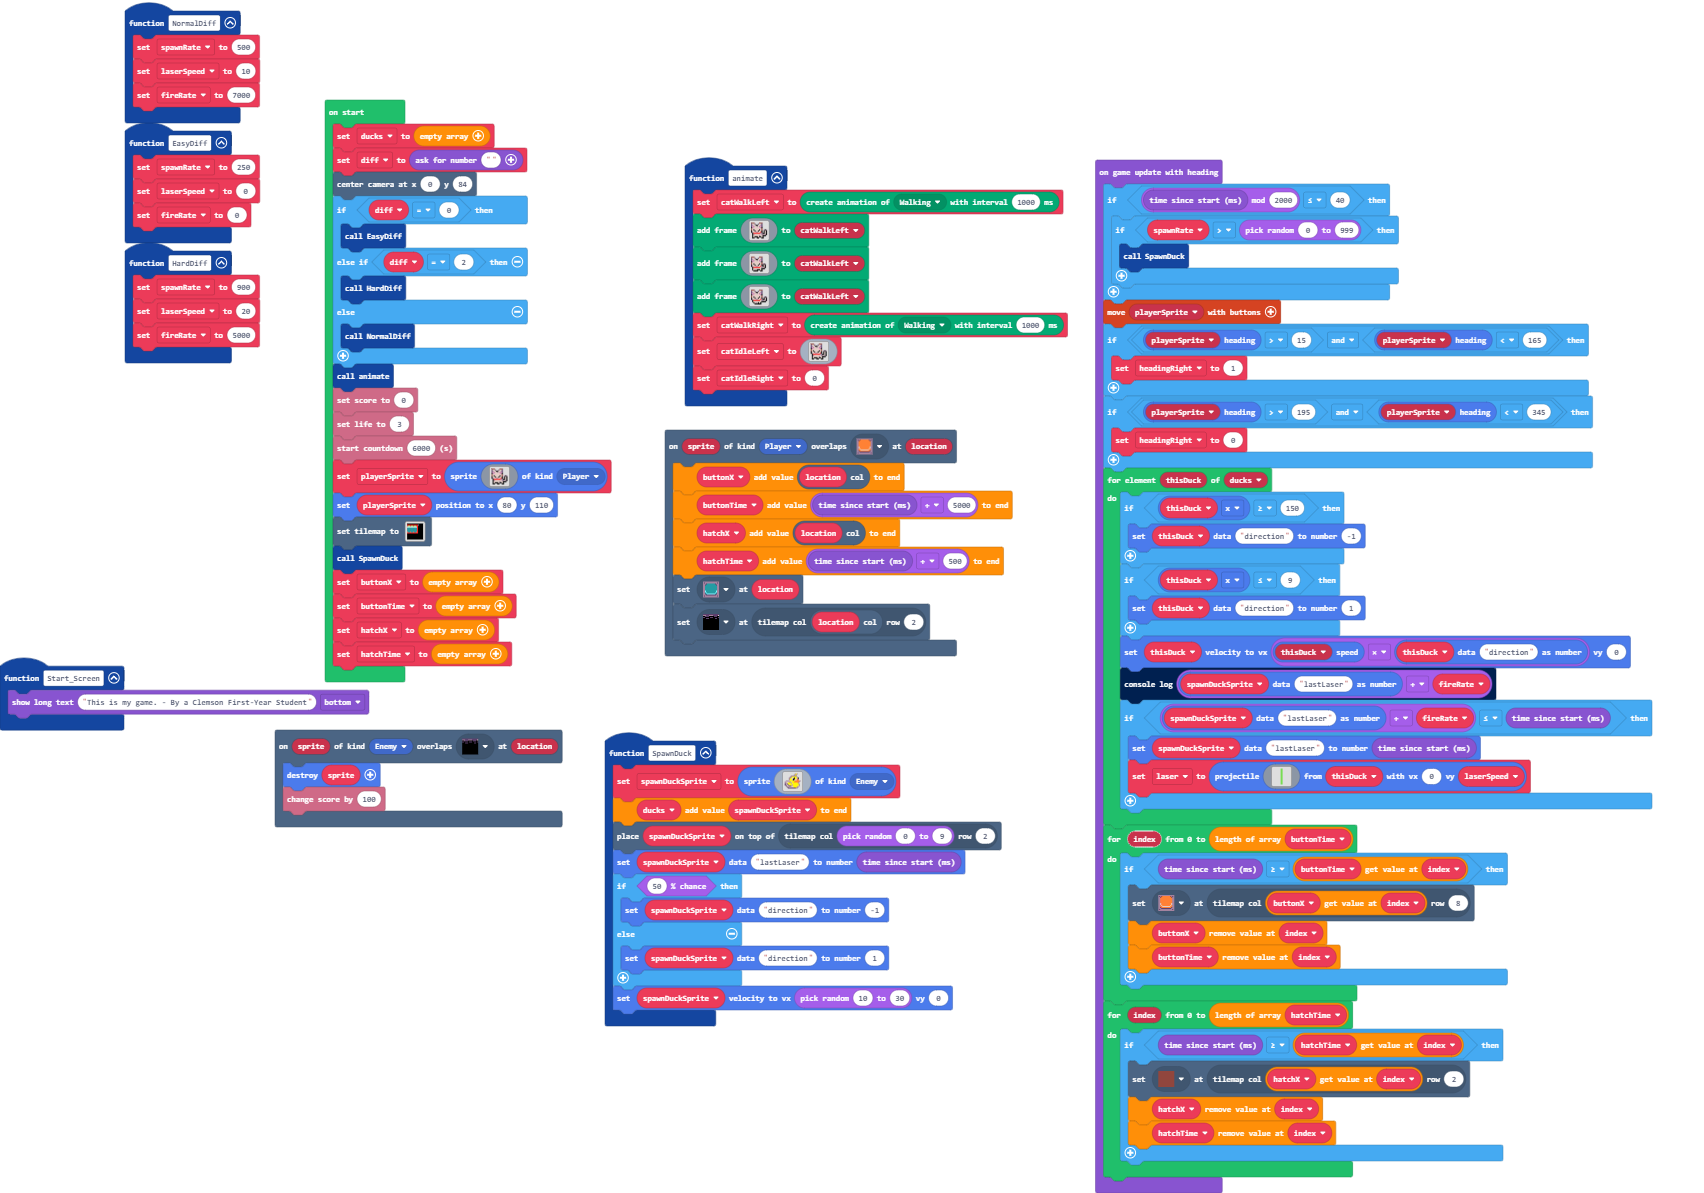 function NormalDiff
set spawnRate to 500
set laserSpeed to 10
set fireRate to 7000
function EasyDiff
set spawnRate to 250
set laserSpeed to 0
set fireRate to 0
function HardDiff
set spawnRate to 900
set laserSpeed to 20
set fireRate to 5000
on start
set ducks to empty array
set diff to ask for number " "
center camera at x 0 y 84
if diff = 0 then
call EasyDiff
else if diff = 2 then
call HardDiff
else
call NormalDiff
call animate
set score to 0
set life to 3
start countdown 6000 (s)
set playerSprite to sprite of kind Player
set playerSprite position to x 80 y 110
set tilemap to
call SpawnDuck
set buttonX to empty array
set buttonTime to empty array
set hatchX to empty array
set hatchTime to empty array
function Start_Screen
show long text "This is my game. - By a Clemson First-Year Student" bottom
on sprite of kind Enemy overlaps at location
destroy sprite
change score by 100
function animate
set catWalkLeft to create animation of Walking with interval 1000 ms
add frame to catWalkLeft
add frame to catWalkLeft
add frame to catWalkLeft
set catWalkRight to create animation of Walking with interval 1000 ms
set catIdleLeft to
set catIdleRight to 0
on sprite of kind Player overlaps at location
buttonX add value location col to end
buttonTime add value time since start (ms) + 5000 to end
hatchX add value location col to end
hatchTime add value time since start (ms) + 500 to end
set at location
set at tilemap col location col row 2
function SpawnDuck
set spawnDuckSprite to sprite of kind Enemy
ducks add value spawnDuckSprite to end
place spawnDuckSprite on top of tilemap col pick random 0 to 9 row 2
set spawnDuckSprite data "lastLaser" to number time since start (ms)
if 50 % chance then
set spawnDuckSprite data "direction" to number -1
else
set spawnDuckSprite data "direction" to number 1
set spawnDuckSprite velocity to vx pick random 10 to 30 vy 0
on game update with heading
if time since start (ms) mod 2000 ≤ 40 then
if spawnRate > pick random 0 to 999 then
call SpawnDuck
move playerSprite with buttons
if playerSprite heading > 15 and playerSprite heading < 165 then
set headingRight to 1
if playerSprite heading > 195 and playerSprite heading < 345 then
set headingRight to 0
for element thisDuck of ducks
do
if thisDuck x ≥ 150 then
set thisDuck data "direction" to number -1
if thisDuck x ≤ 9 then
set thisDuck data "direction" to number 1
set thisDuck velocity to vx thisDuck speed × thisDuck data "direction" as number vy 0
console log spawnDuckSprite data "lastLaser" as number + fireRate
if spawnDuckSprite data "lastLaser" as number + fireRate ≤ time since start (ms) then
set spawnDuckSprite data "lastLaser" to number time since start (ms)
set laser to projectile from thisDuck with vx 0 vy laserSpeed
for index from 0 to length of array buttonTime
do
if time since start (ms) ≥ buttonTime get value at index then
set at tilemap col buttonX get value at index row 8
buttonX remove value at index
buttonTime remove value at index
for index from 0 to length of array hatchTime
do
if time since start (ms) ≥ hatchTime get value at index then
set at tilemap col hatchX get value at index row 2
hatchX remove value at index
hatchTime remove value at index